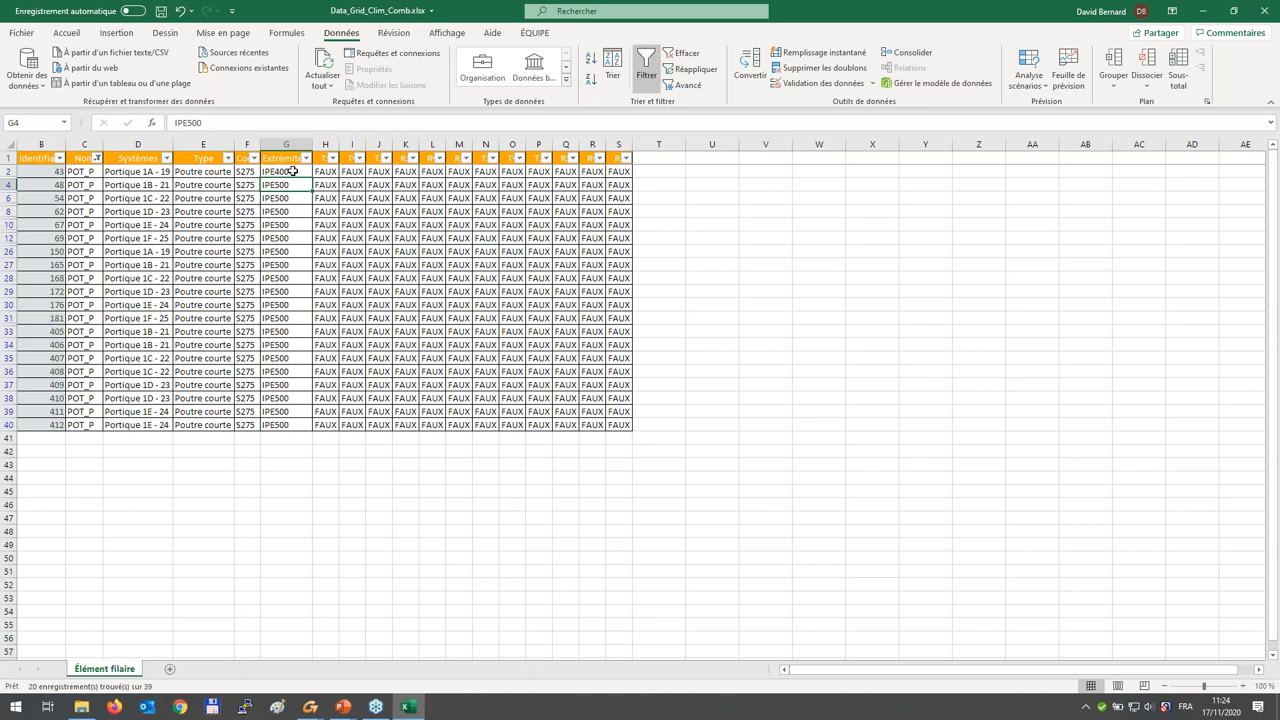 Enregistrement automatique Data_Grid_Clim_Comb.xlsx Rechercher David Bernard DB
Fichier Accueil Insertion Dessin Mise en page Formules Données Révision Affichage Aide ÉQUIPE Partager Commentaires
Obtenir des données À partir d'un fichier texte/CSV Sources récentes
À partir du web Connexions existantes
À partir d'un tableau ou d'une plage
Récupérer et transformer des données
Actualiser tout Requêtes et connexions
Propriétés
Modifier les liaisons
Requêtes et connexions
Organisation Données b...
Types de données
Trier Filtrer Effacer
Réappliquer
Avancé
Trier et filtrer
Convertir Remplissage instantané Consolider
Supprimer les doublons Relations
Validation des données Gérer le modèle de données
Outils de données
Analyse scénarios Feuille de prévision
Prévision
Grouper Dissocier Sous-total
Plan
G4 IPE500
B C D E F G H I J K L M N O P Q R S T U V W X Y Z AA AB AC AD AE
1 Identifia Nom Systèmes Type Co Extrémité T T T R R R T T T R R R
2 43 POT_P Portique 1A - 19 Poutre courte S275 IPE400 FAUX FAUX FAUX FAUX FAUX FAUX FAUX FAUX FAUX FAUX FAUX FAUX
4 48 POT_P Portique 1B - 21 Poutre courte S275 IPE500 FAUX FAUX FAUX FAUX FAUX FAUX FAUX FAUX FAUX FAUX FAUX FAUX
6 54 POT_P Portique 1C - 22 Poutre courte S275 IPE500 FAUX FAUX FAUX FAUX FAUX FAUX FAUX FAUX FAUX FAUX FAUX FAUX
8 62 POT_P Portique 1D - 23 Poutre courte S275 IPE500 FAUX FAUX FAUX FAUX FAUX FAUX FAUX FAUX FAUX FAUX FAUX FAUX
10 67 POT_P Portique 1E - 24 Poutre courte S275 IPE500 FAUX FAUX FAUX FAUX FAUX FAUX FAUX FAUX FAUX FAUX FAUX FAUX
12 69 POT_P Portique 1F - 25 Poutre courte S275 IPE500 FAUX FAUX FAUX FAUX FAUX FAUX FAUX FAUX FAUX FAUX FAUX FAUX
26 150 POT_P Portique 1A - 19 Poutre courte S275 IPE500 FAUX FAUX FAUX FAUX FAUX FAUX FAUX FAUX FAUX FAUX FAUX FAUX
27 165 POT_P Portique 1B - 21 Poutre courte S275 IPE500 FAUX FAUX FAUX FAUX FAUX FAUX FAUX FAUX FAUX FAUX FAUX FAUX
28 168 POT_P Portique 1C - 22 Poutre courte S275 IPE500 FAUX FAUX FAUX FAUX FAUX FAUX FAUX FAUX FAUX FAUX FAUX FAUX
29 172 POT_P Portique 1D - 23 Poutre courte S275 IPE500 FAUX FAUX FAUX FAUX FAUX FAUX FAUX FAUX FAUX FAUX FAUX FAUX
30 176 POT_P Portique 1E - 24 Poutre courte S275 IPE500 FAUX FAUX FAUX FAUX FAUX FAUX FAUX FAUX FAUX FAUX FAUX FAUX
31 181 POT_P Portique 1F - 25 Poutre courte S275 IPE500 FAUX FAUX FAUX FAUX FAUX FAUX FAUX FAUX FAUX FAUX FAUX FAUX
33 405 POT_P Portique 1B - 21 Poutre courte S275 IPE500 FAUX FAUX FAUX FAUX FAUX FAUX FAUX FAUX FAUX FAUX FAUX FAUX
34 406 POT_P Portique 1B - 21 Poutre courte S275 IPE500 FAUX FAUX FAUX FAUX FAUX FAUX FAUX FAUX FAUX FAUX FAUX FAUX
35 407 POT_P Portique 1C - 22 Poutre courte S275 IPE500 FAUX FAUX FAUX FAUX FAUX FAUX FAUX FAUX FAUX FAUX FAUX FAUX
36 408 POT_P Portique 1C - 22 Poutre courte S275 IPE500 FAUX FAUX FAUX FAUX FAUX FAUX FAUX FAUX FAUX FAUX FAUX FAUX
37 409 POT_P Portique 1D - 23 Poutre courte S275 IPE500 FAUX FAUX FAUX FAUX FAUX FAUX FAUX FAUX FAUX FAUX FAUX FAUX
38 410 POT_P Portique 1D - 23 Poutre courte S275 IPE500 FAUX FAUX FAUX FAUX FAUX FAUX FAUX FAUX FAUX FAUX FAUX FAUX
39 411 POT_P Portique 1E - 24 Poutre courte S275 IPE500 FAUX FAUX FAUX FAUX FAUX FAUX FAUX FAUX FAUX FAUX FAUX FAUX
40 412 POT_P Portique 1E - 24 Poutre courte S275 IPE500 FAUX FAUX FAUX FAUX FAUX FAUX FAUX FAUX FAUX FAUX FAUX FAUX
41
42
43
44
45
46
47
48
49
50
51
52
53
54
55
56
57
Élément filaire
Prêt 20 enregistrement(s) trouvé(s) sur 39 100 %
FRA 11:24
17/11/2020